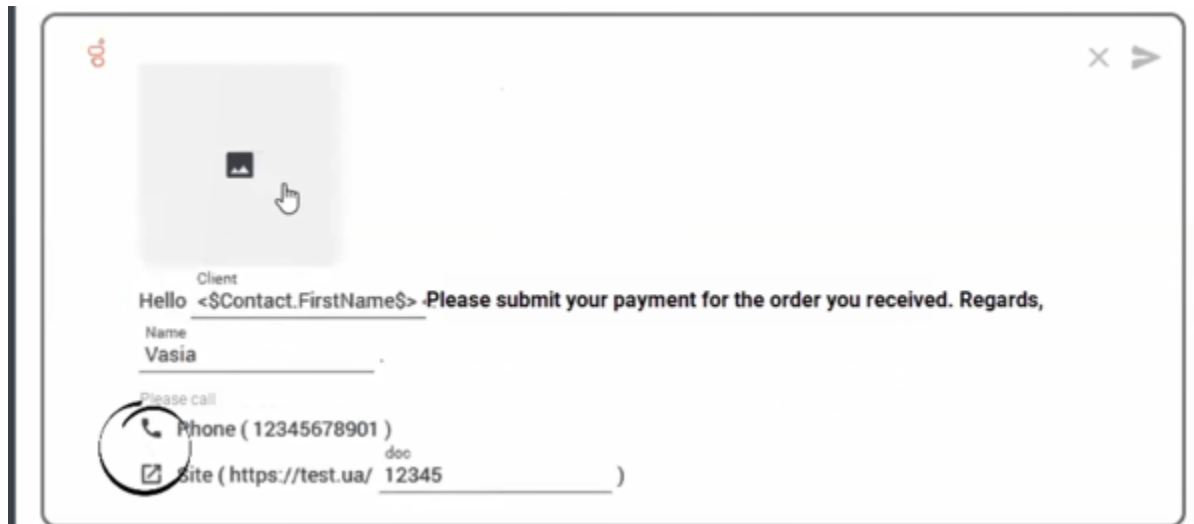 Client
Hello <$Contact.FirstName$> Please submit your payment for the order you received. Regards,
Name
Vasia .
Please call
Phone ( 12345678901 )
doc
Site ( https://test.ua/ 12345 )